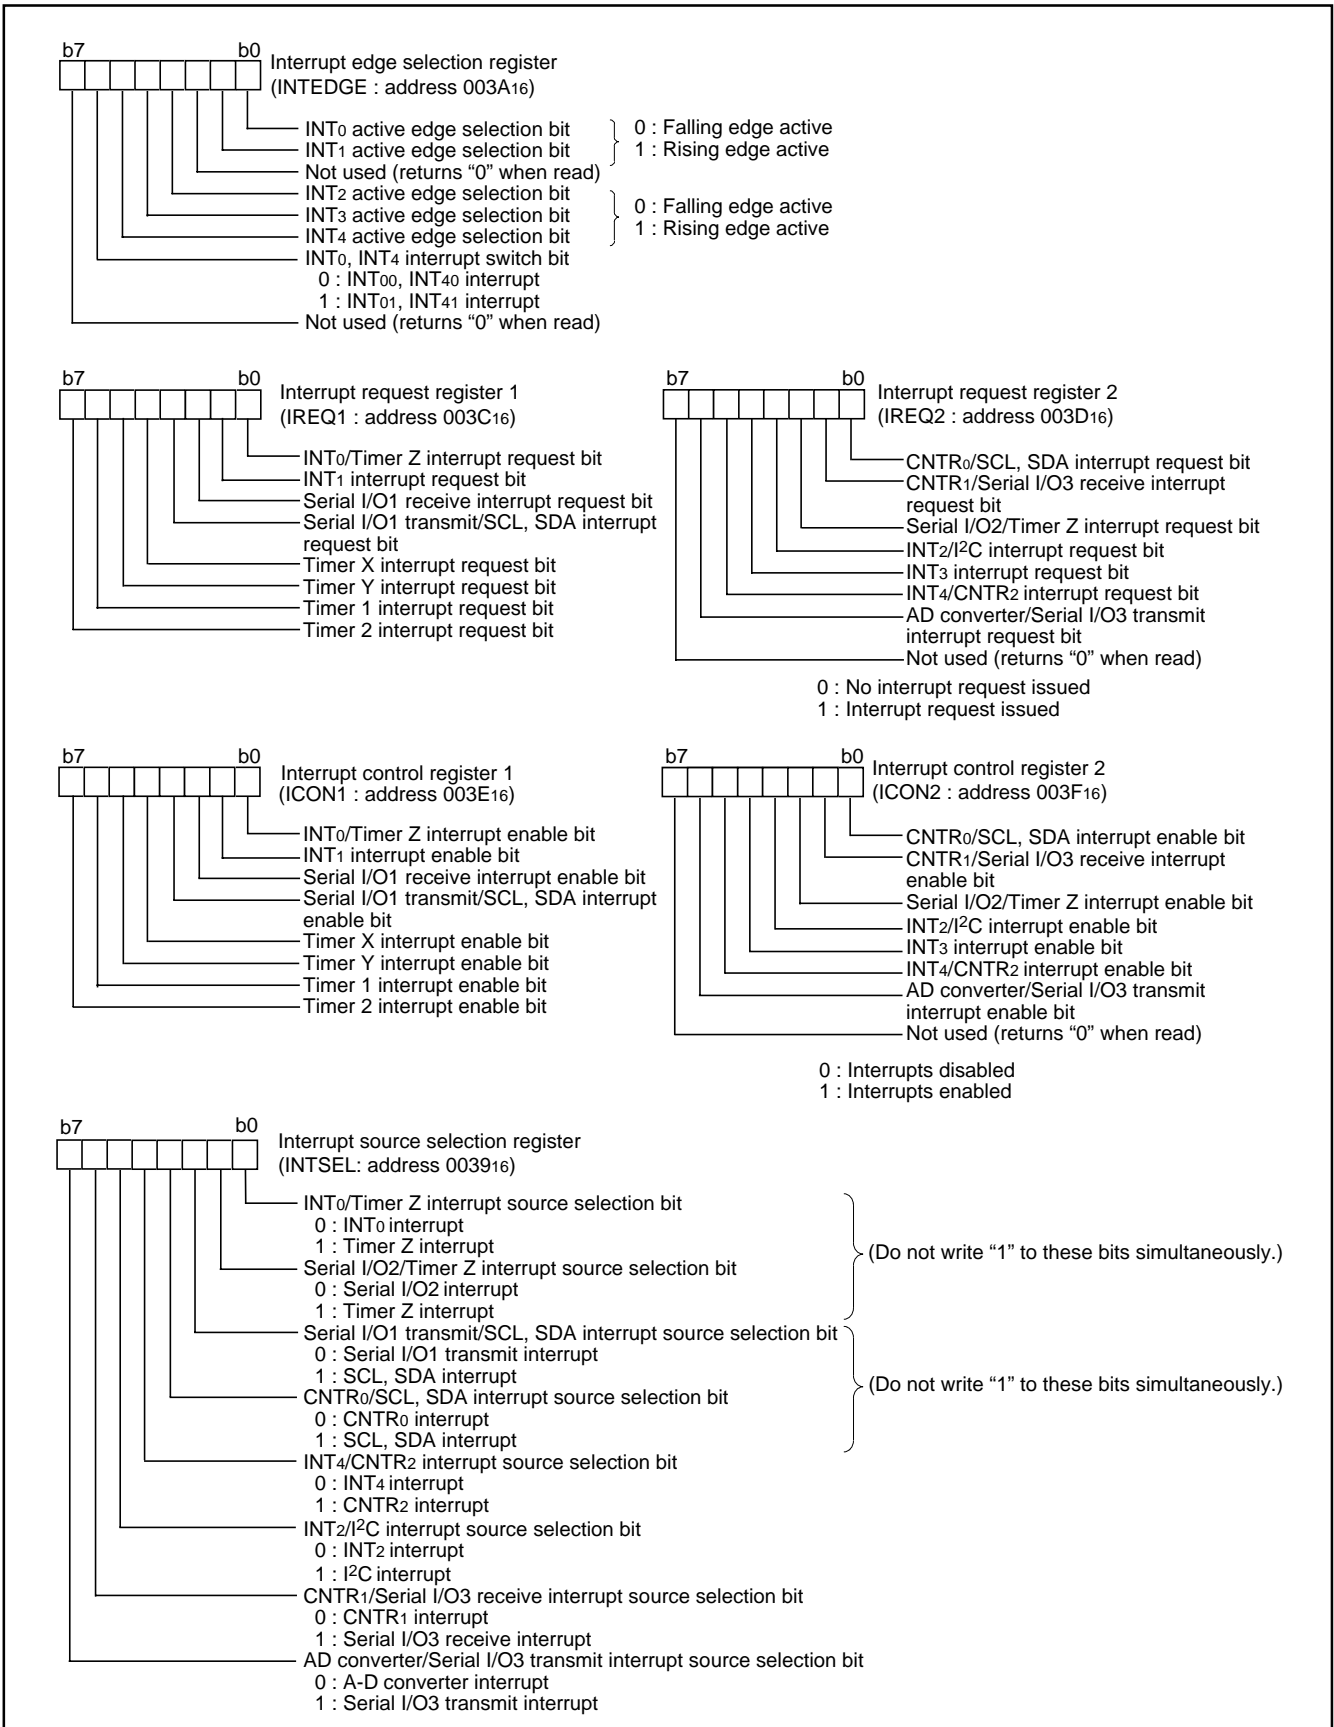 b7 b0
Interrupt edge selection register
(INTEDGE : address 003A16)
INT0 active edge selection bit
INT1 active edge selection bit
0 : Falling edge active
1 : Rising edge active
Not used (returns “0” when read)
INT2 active edge selection bit
INT3 active edge selection bit
INT4 active edge selection bit
0 : Falling edge active
1 : Rising edge active
INT0, INT4 interrupt switch bit
0 : INT00, INT40 interrupt
1 : INT01, INT41 interrupt
Not used (returns “0” when read)
b7 b0
Interrupt request register 1
(IREQ1 : address 003C16)
INT0/Timer Z interrupt request bit
INT1 interrupt request bit
Serial I/O1 receive interrupt request bit
Serial I/O1 transmit/SCL, SDA interrupt
request bit
Timer X interrupt request bit
Timer Y interrupt request bit
Timer 1 interrupt request bit
Timer 2 interrupt request bit
b7 b0
Interrupt request register 2
(IREQ2 : address 003D16)
CNTR0/SCL, SDA interrupt request bit
CNTR1/Serial I/O3 receive interrupt
request bit
Serial I/O2/Timer Z interrupt request bit
INT2/I2C interrupt request bit
INT3 interrupt request bit
INT4/CNTR2 interrupt request bit
AD converter/Serial I/O3 transmit
interrupt request bit
Not used (returns “0” when read)
0 : No interrupt request issued
1 : Interrupt request issued
b7 b0
Interrupt control register 1
(ICON1 : address 003E16)
INT0/Timer Z interrupt enable bit
INT1 interrupt enable bit
Serial I/O1 receive interrupt enable bit
Serial I/O1 transmit/SCL, SDA interrupt
enable bit
Timer X interrupt enable bit
Timer Y interrupt enable bit
Timer 1 interrupt enable bit
Timer 2 interrupt enable bit
b7 b0
Interrupt control register 2
(ICON2 : address 003F16)
CNTR0/SCL, SDA interrupt enable bit
CNTR1/Serial I/O3 receive interrupt
enable bit
Serial I/O2/Timer Z interrupt enable bit
INT2/I2C interrupt enable bit
INT3 interrupt enable bit
INT4/CNTR2 interrupt enable bit
AD converter/Serial I/O3 transmit
interrupt enable bit
Not used (returns “0” when read)
0 : Interrupts disabled
1 : Interrupts enabled
b7 b0
Interrupt source selection register
(INTSEL: address 003916)
INT0/Timer Z interrupt source selection bit
0 : INT0 interrupt
1 : Timer Z interrupt
Serial I/O2/Timer Z interrupt source selection bit
0 : Serial I/O2 interrupt
1 : Timer Z interrupt
(Do not write “1” to these bits simultaneously.)
Serial I/O1 transmit/SCL, SDA interrupt source selection bit
0 : Serial I/O1 transmit interrupt
1 : SCL, SDA interrupt
CNTR0/SCL, SDA interrupt source selection bit
0 : CNTR0 interrupt
1 : SCL, SDA interrupt
(Do not write “1” to these bits simultaneously.)
INT4/CNTR2 interrupt source selection bit
0 : INT4 interrupt
1 : CNTR2 interrupt
INT2/I2C interrupt source selection bit
0 : INT2 interrupt
1 : I2C interrupt
CNTR1/Serial I/O3 receive interrupt source selection bit
0 : CNTR1 interrupt
1 : Serial I/O3 receive interrupt
AD converter/Serial I/O3 transmit interrupt source selection bit
0 : A-D converter interrupt
1 : Serial I/O3 transmit interrupt